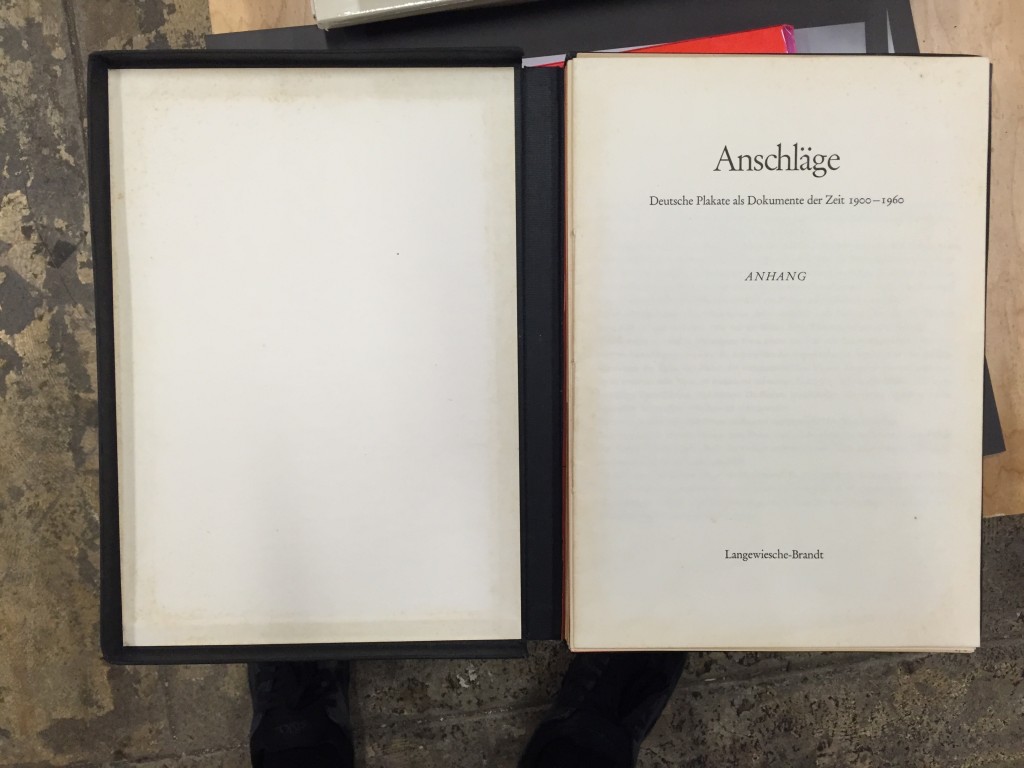 Anschläge
Deutsche Plakate als Dokumente der Zeit 1900–1960
ANHANG
Langewiesche-Brandt